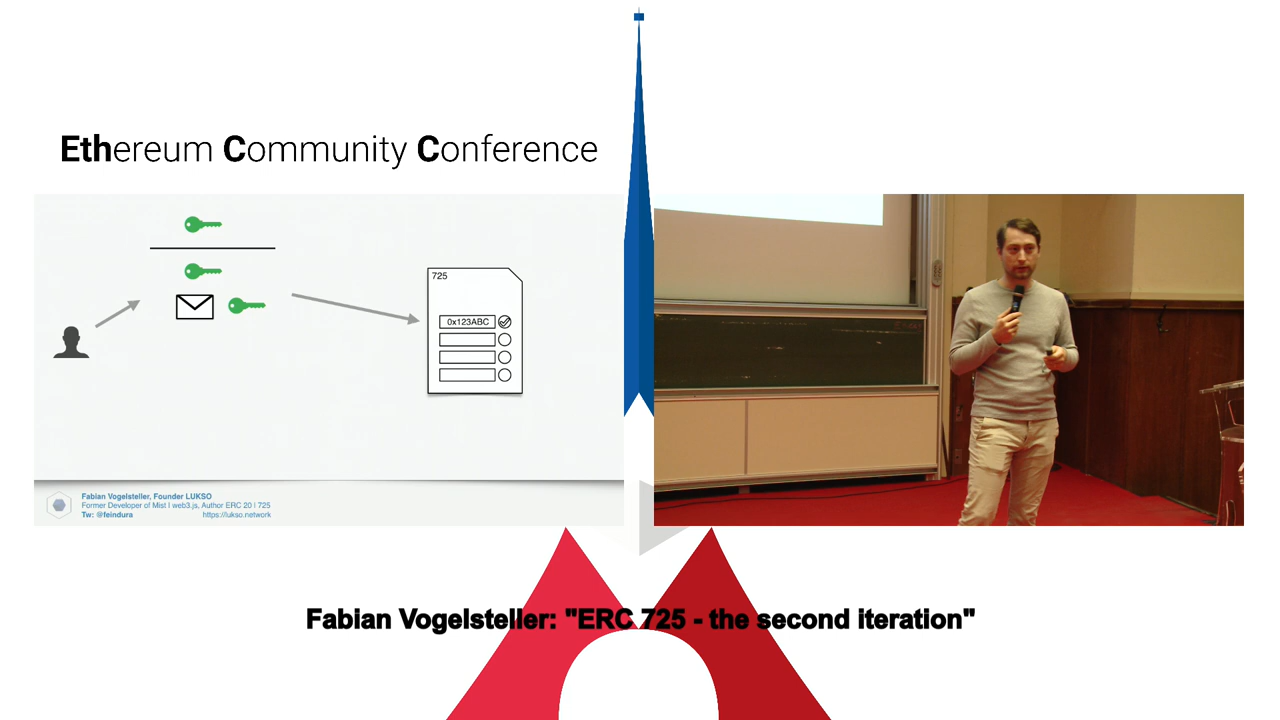 Ethereum Community Conference
725
0x123ABC
Fabian Vogelsteller, Founder LUKSO
Former Developer of Mist | web3.js, Author ERC 20 | 725
Tw: @feindura https://lukso.network
Fabian Vogelsteller: "ERC 725 - the second iteration"